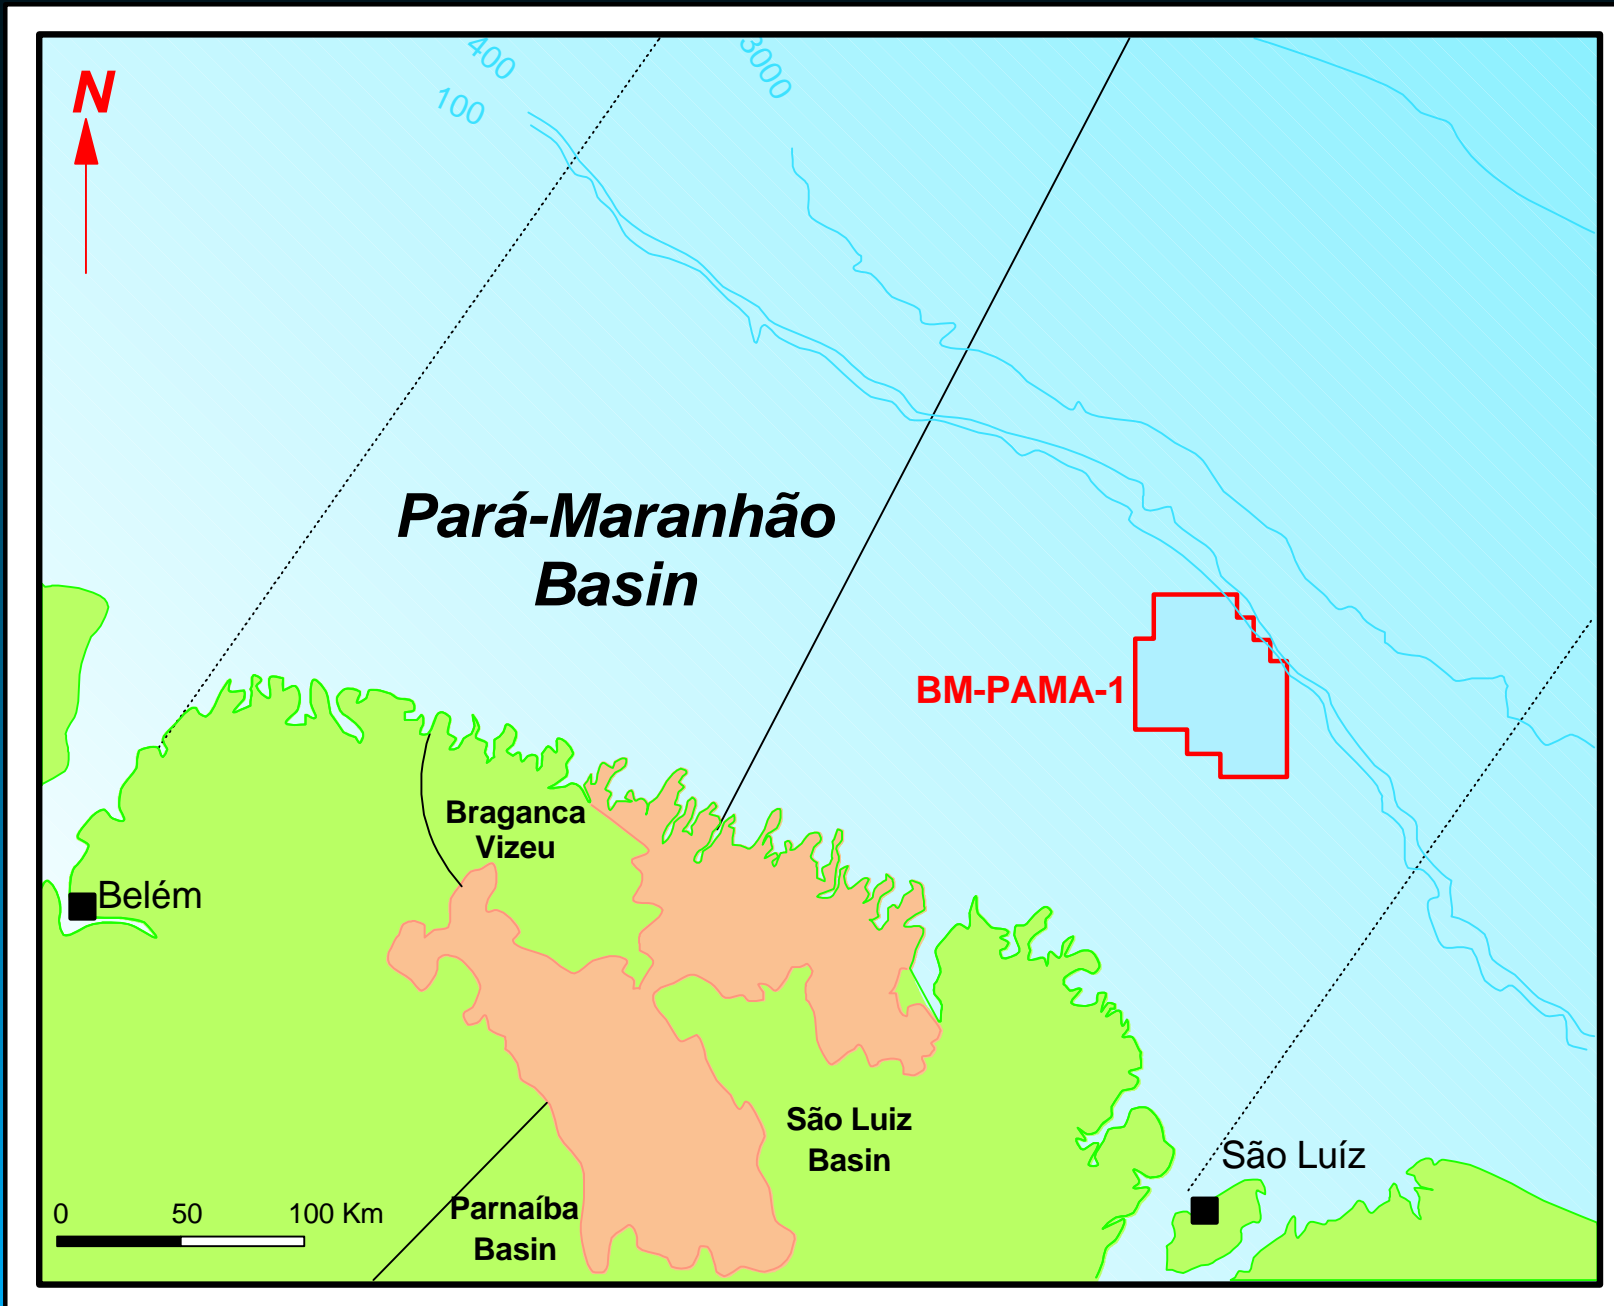 400
3000
N
100
Pará-Maranhão
Basin
BM-PAMA-1
Braganca
Vizeu
Belém
São Luiz
Basin
São Luíz
0 50 100 Km
Parnaíba
Basin